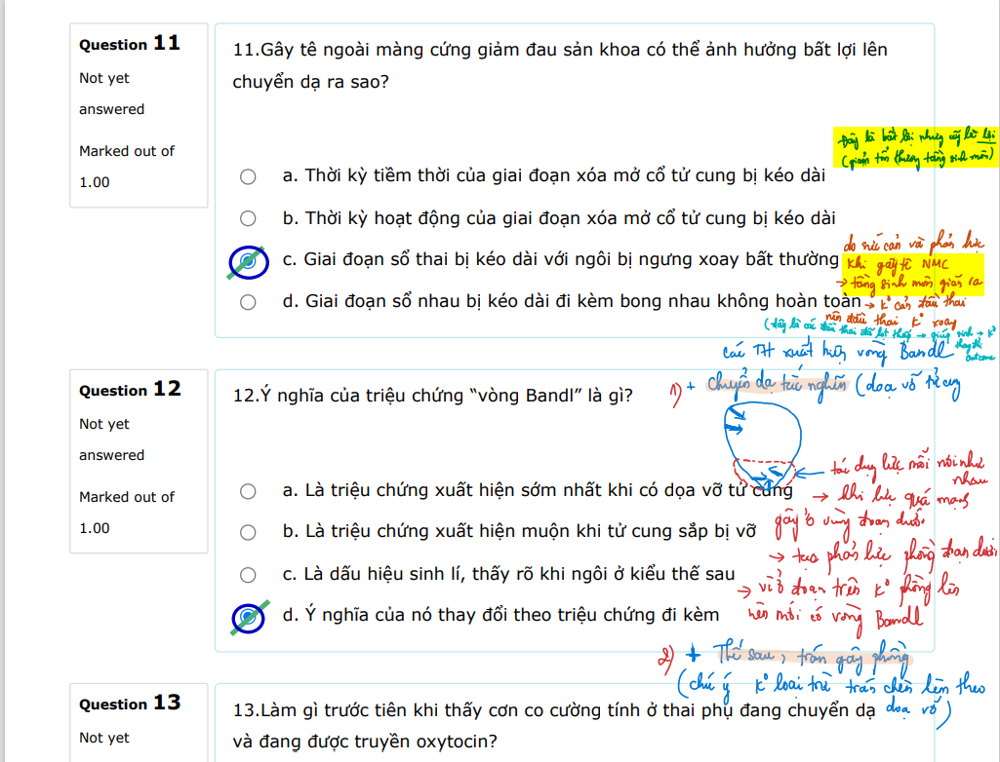 Question 11
Not yet
answered
Marked out of
1.00
11.Gây tê ngoài màng cứng giảm đau sản khoa có thể ảnh hưởng bất lợi lên
chuyển dạ ra sao?
Đây là bất lợi nhưng cũng là lợi
(giảm tổn thương tầng sinh môn)
a. Thời kỳ tiềm thời của giai đoạn xóa mở cổ tử cung bị kéo dài
b. Thời kỳ hoạt động của giai đoạn xóa mở cổ tử cung bị kéo dài
c. Giai đoạn sổ thai bị kéo dài với ngôi bị ngưng xoay bất thường
do sức cản và phản lực
khi gây tê NMC
→ tầng sinh môn giãn ra
d. Giai đoạn sổ nhau bị kéo dài đi kèm bong nhau không hoàn toàn
→ k° cản đầu thai
nên đầu thai k° xoay
(đây là các đầu thai đã lọt thấp → giúp sinh → k°
thay đổi
outcome
Question 12
Not yet
answered
Marked out of
1.00
các TH xuất hiện vòng Bandl
12.Ý nghĩa của triệu chứng “vòng Bandl” là gì?
1) + Chuyển dạ tắc nghẽn (dọa vỡ tử cung
a. Là triệu chứng xuất hiện sớm nhất khi có dọa vỡ tử cung
b. Là triệu chứng xuất hiện muộn khi tử cung sắp bị vỡ
c. Là dấu hiệu sinh lí, thấy rõ khi ngôi ở kiểu thế sau
d. Ý nghĩa của nó thay đổi theo triệu chứng đi kèm
tác dụng lực mỗi nơi như
nhau
→ khi lực quá mạnh
gây ở vùng đoạn dưới
→ tạo phản lực phồng đoạn dưới
→ vì ở đoạn trên k° phồng lên
nên mới có vòng Bandl
2) + Thế sau, trán gây phồng
(chú ý k° loại trừ trán chèn lên theo
dọa vỡ)
Question 13
Not yet
13.Làm gì trước tiên khi thấy cơn co cường tính ở thai phụ đang chuyển dạ
và đang được truyền oxytocin?